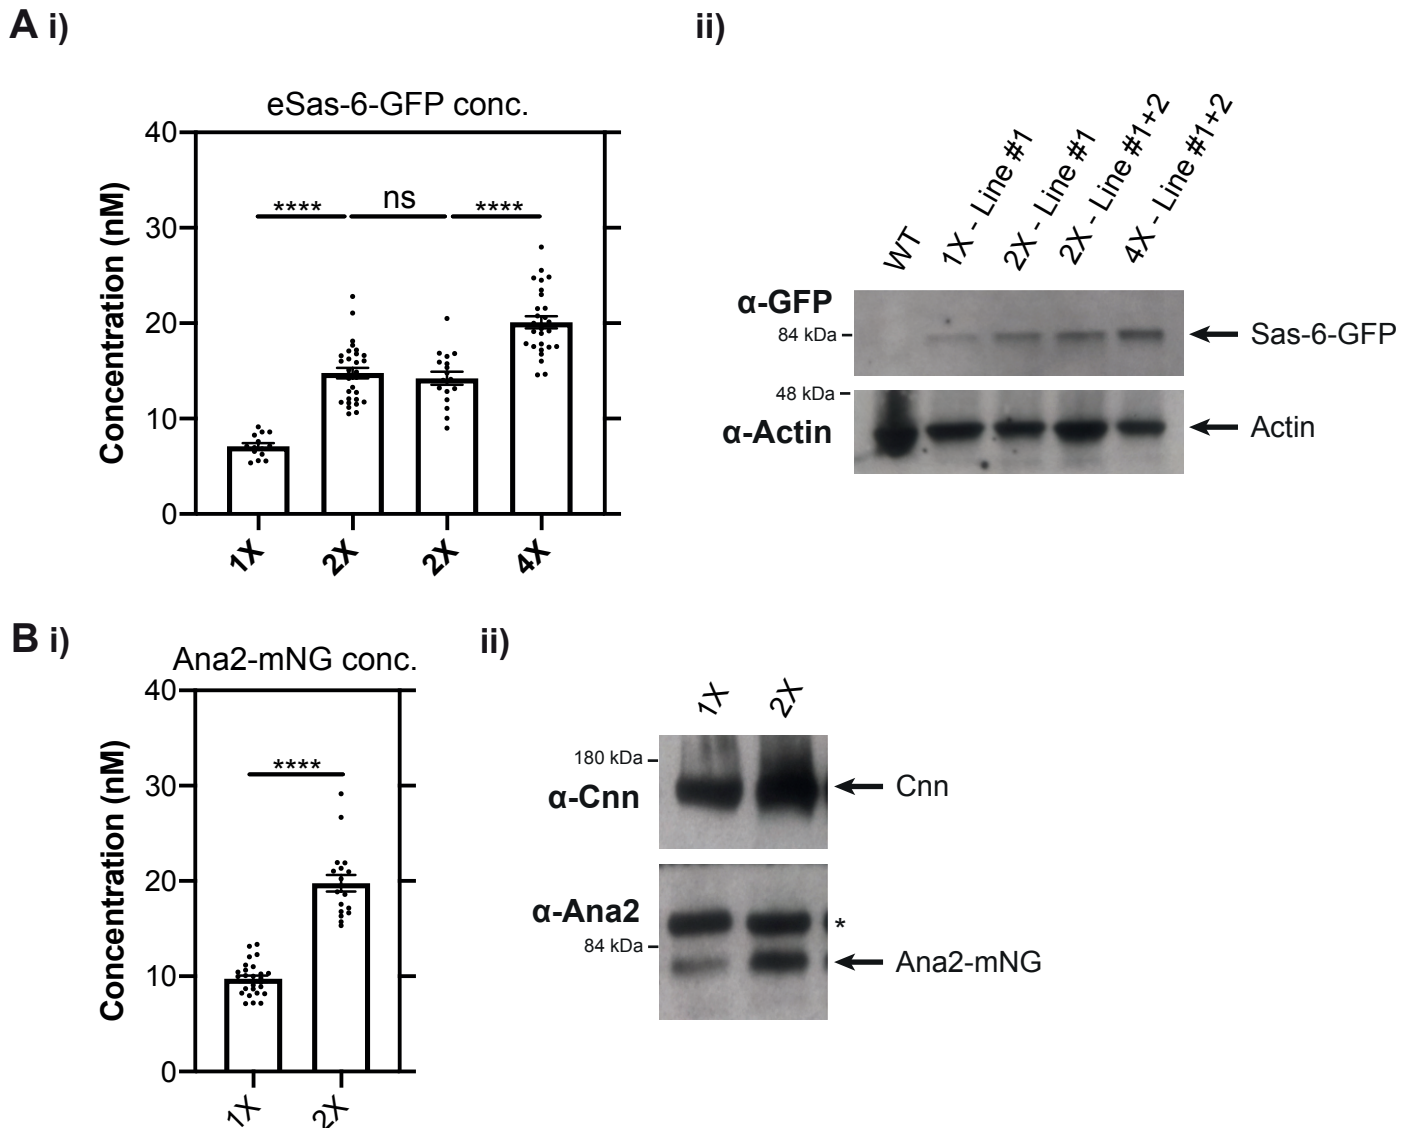 A i)
eSas-6-GFP conc.
Concentration (nM)
40
30
20
10
0
****
ns
****
1X
2X
2X
4X
ii)
WT
1X - Line #1
2X - Line #1
2X - Line #1+2
4X - Line #1+2
α-GFP
84 kDa
Sas-6-GFP
48 kDa
α-Actin
Actin
B i)
Ana2-mNG conc.
Concentration (nM)
40
30
20
10
0
****
1X
2X
ii)
1X
2X
180 kDa
α-Cnn
Cnn
α-Ana2
*
84 kDa
Ana2-mNG